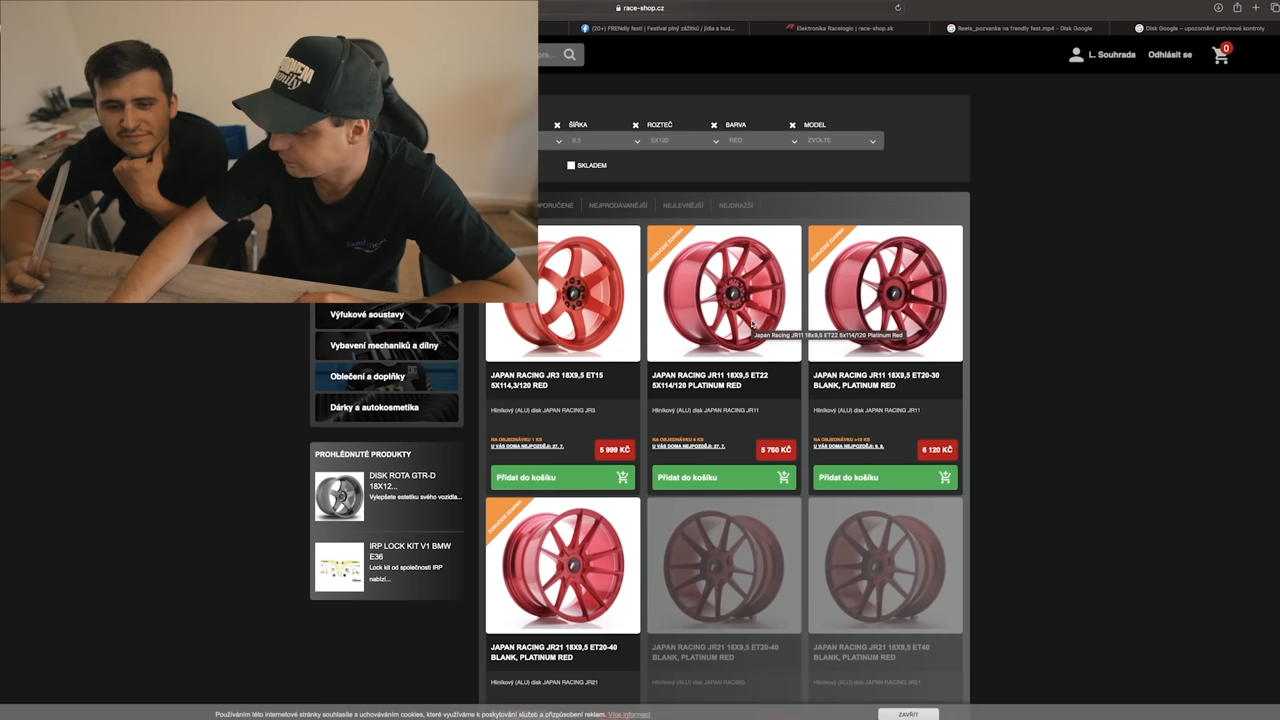 race-shop.cz
(20+) FRENdly fest! | Festival plný zážitků / jídla a hud...
Elektronika Racelogic | race-shop.sk
Reels_pozvanka na frendly fest.mp4 - Disk Google
Disk Google – upozornění antivirové kontroly
L. Souhrada
Odhlásit se
0
ŠÍŘKA
ROZTEČ
BARVA
MODEL
9,5
5X120
RED
ZVOLTE
SKLADEM
NEJPRODÁVANĚJŠÍ
NEJLEVNĚJŠÍ
NEJDRAŽŠÍ
DORUČENÍ ZDARMA
DORUČENÍ ZDARMA
Japan Racing JR11 18x9,5 ET22 5x114/120 Platinum Red
Výfukové soustavy
Vybavení mechaniků a dílny
Oblečení a doplňky
Dárky a autokosmetika
JAPAN RACING JR3 18X9,5 ET15
5X114,3/120 RED
Hliníkový (ALU) disk JAPAN RACING JR3
NA OBJEDNÁVKU 1 KS
U VÁS DOMA NEJPOZDĚJI: 27. 7.
5 999 KČ
Přidat do košíku
JAPAN RACING JR11 18X9,5 ET22
5X114/120 PLATINUM RED
Hliníkový (ALU) disk JAPAN RACING JR11
NA OBJEDNÁVKU 6 KS
U VÁS DOMA NEJPOZDĚJI: 27. 7.
5 760 KČ
Přidat do košíku
JAPAN RACING JR11 18X9,5 ET20-30
BLANK, PLATINUM RED
Hliníkový (ALU) disk JAPAN RACING JR11
NA OBJEDNÁVKU >10 KS
6 120 KČ
Přidat do košíku
PROHLÉDNUTÉ PRODUKTY
DISK ROTA GTR-D
18X12...
Vylepšete estetiku svého vozidla...
IRP LOCK KIT V1 BMW
E36
Lock kit od společnosti IRP
nabízí...
DORUČENÍ ZDARMA
JAPAN RACING JR21 18X9,5 ET20-40
BLANK, PLATINUM RED
Hliníkový (ALU) disk JAPAN RACING JR21
JAPAN RACING JR21 18X9,5 ET20-40
BLANK, PLATINUM RED
Hliníkový (ALU) disk JAPAN RACING
JAPAN RACING JR21 18X9,5 ET40
BLANK, PLATINUM RED
Hliníkový (ALU) disk JAPAN RACING JR21
Používáním této internetové stránky souhlasíte s uchováváním cookies, které využíváme k poskytování služeb a přizpůsobení reklam. Více informací
ZAVŘÍT